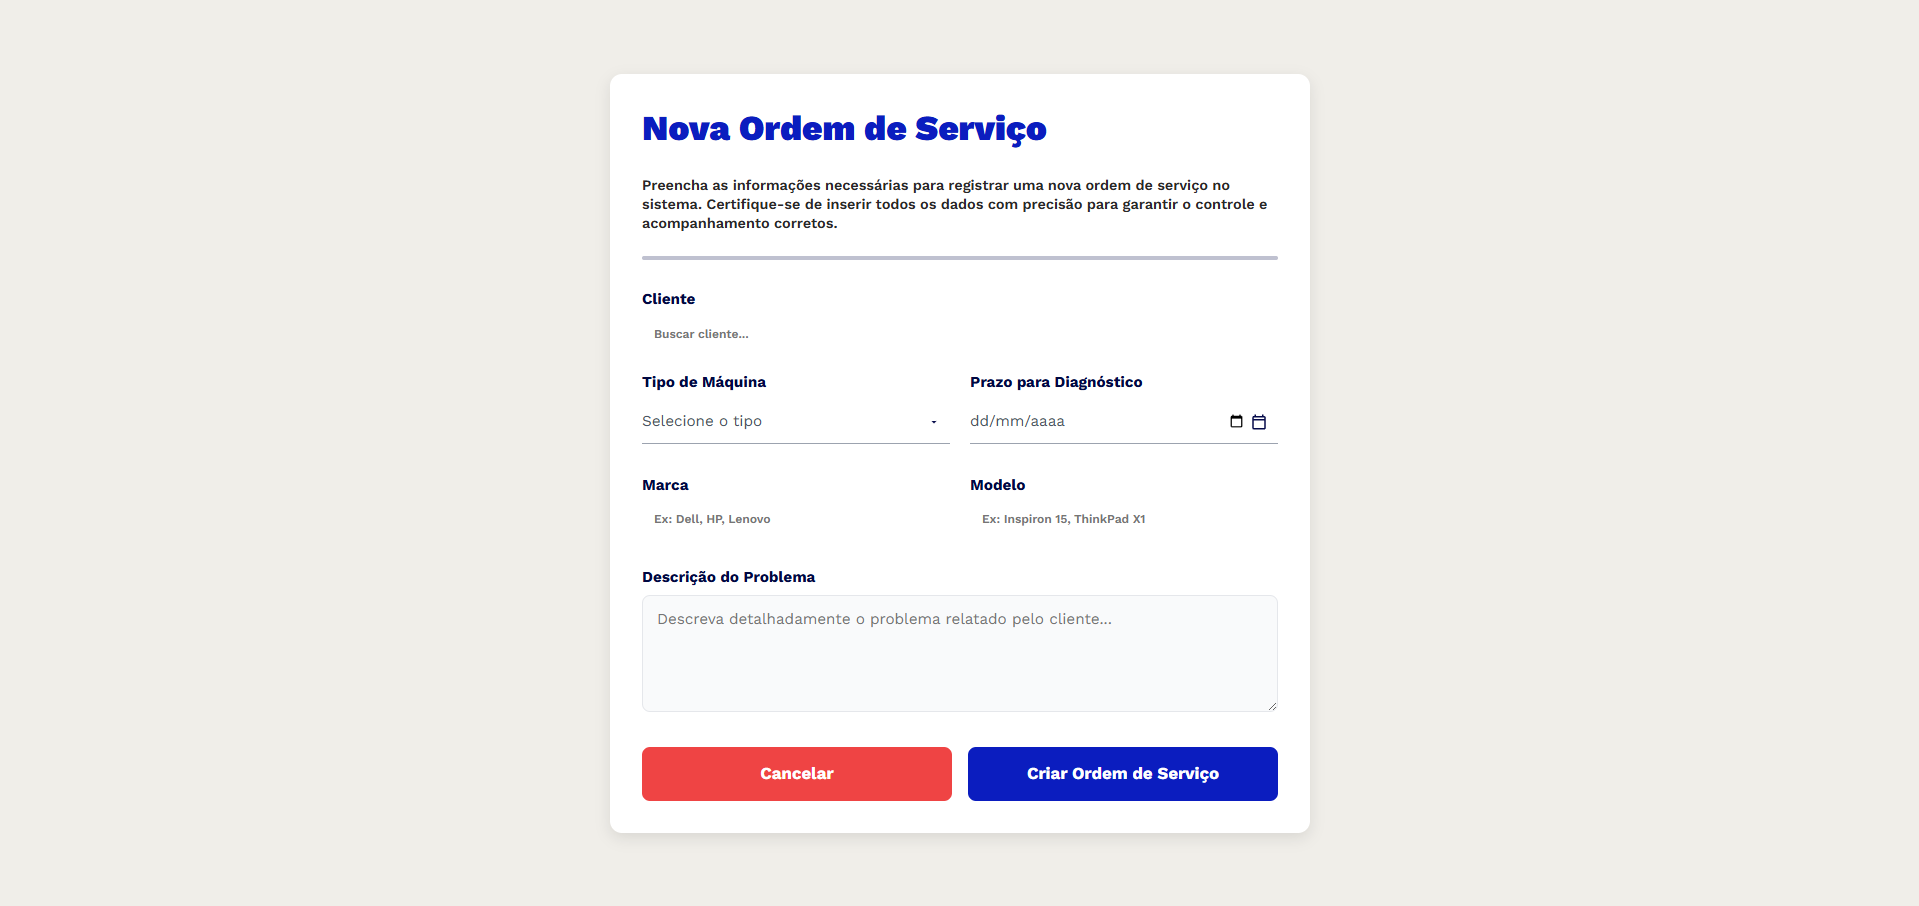 Nova Ordem de Serviço
Preencha as informações necessárias para registrar uma nova ordem de serviço no
sistema. Certifique-se de inserir todos os dados com precisão para garantir o controle e
acompanhamento corretos.
Cliente
Buscar cliente...
Tipo de Máquina
Prazo para Diagnóstico
Selecione o tipo
dd/mm/aaaa
Marca
Modelo
Ex: Dell, HP, Lenovo
Ex: Inspiron 15, ThinkPad X1
Descrição do Problema
Descreva detalhadamente o problema relatado pelo cliente...
Cancelar
Criar Ordem de Serviço